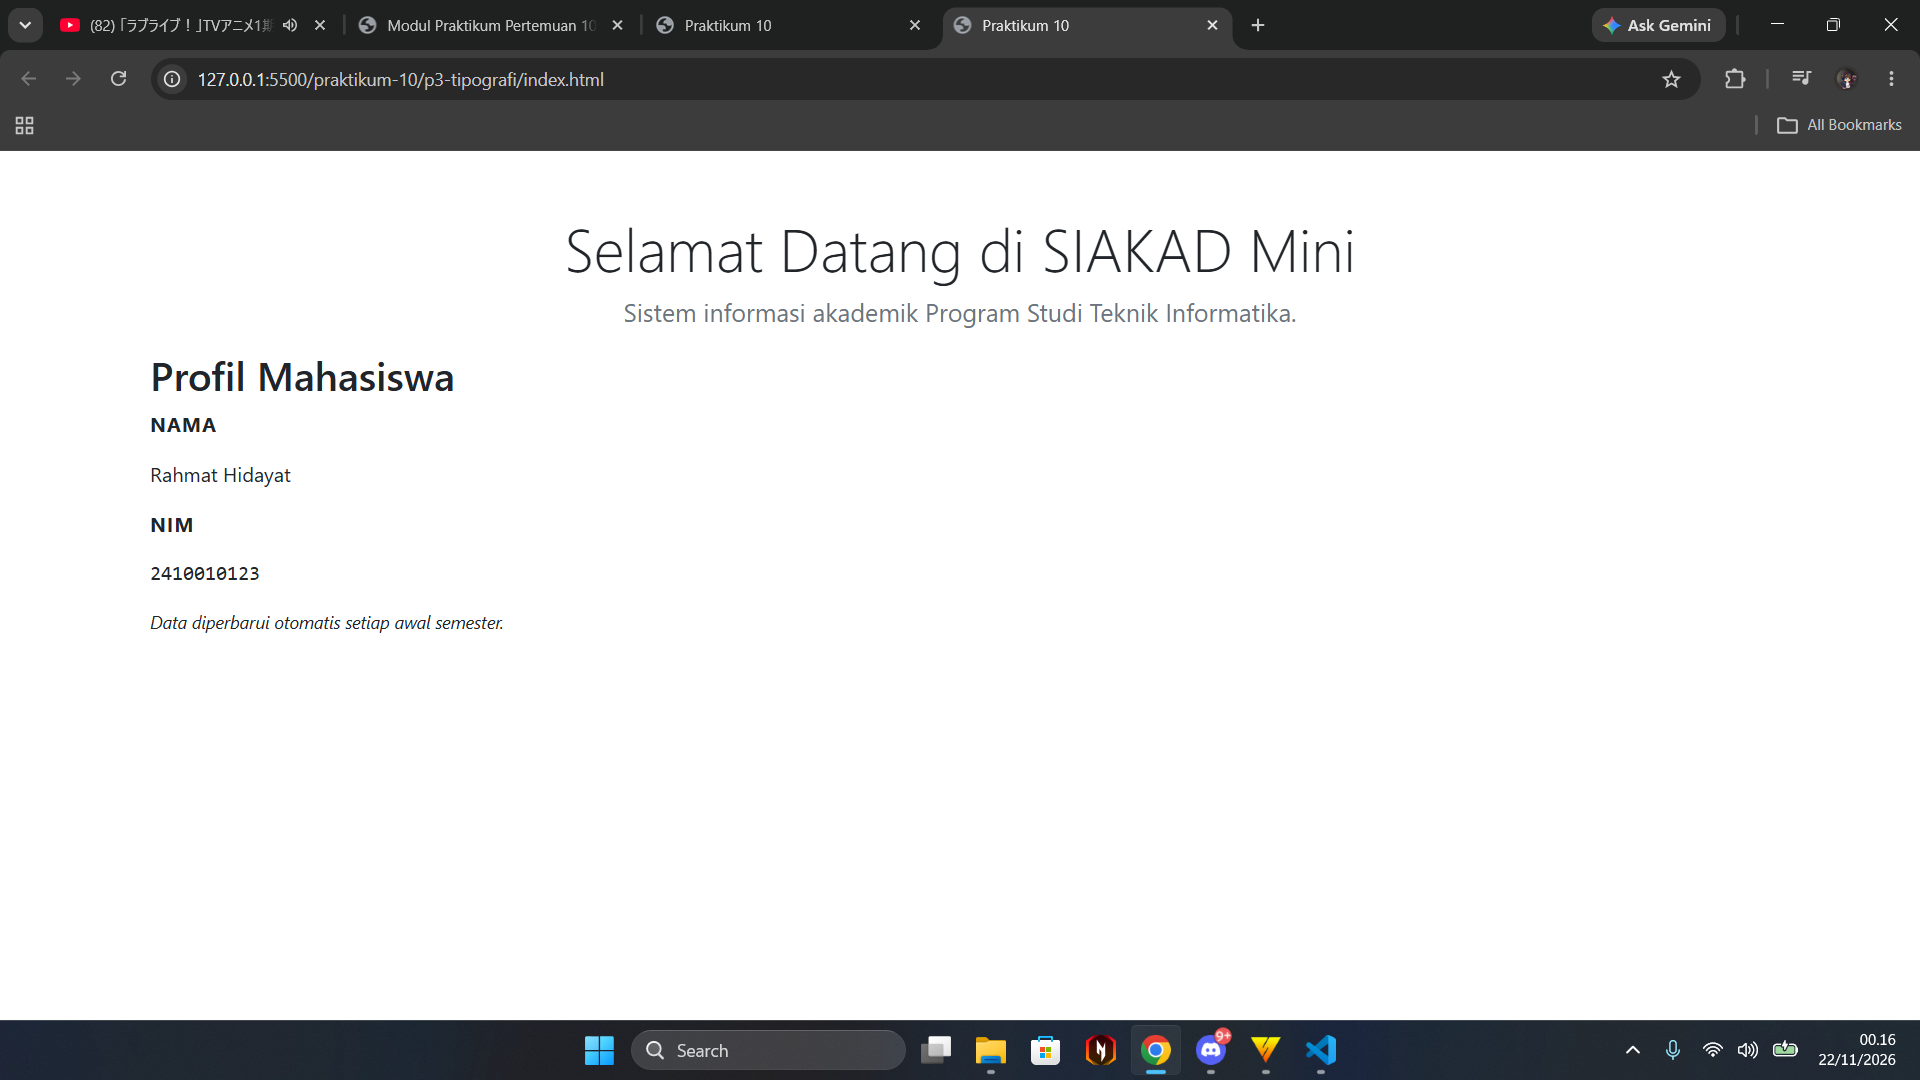 (82) 「ラブライブ！」TVアニメ1期
Modul Praktikum Pertemuan 10
Praktikum 10
Praktikum 10
Ask Gemini
127.0.0.1:5500/praktikum-10/p3-tipografi/index.html
All Bookmarks
Selamat Datang di SIAKAD Mini
Sistem informasi akademik Program Studi Teknik Informatika.
Profil Mahasiswa
NAMA
Rahmat Hidayat
NIM
2410010123
Data diperbarui otomatis setiap awal semester.
Search
9+
00.16
22/11/2026